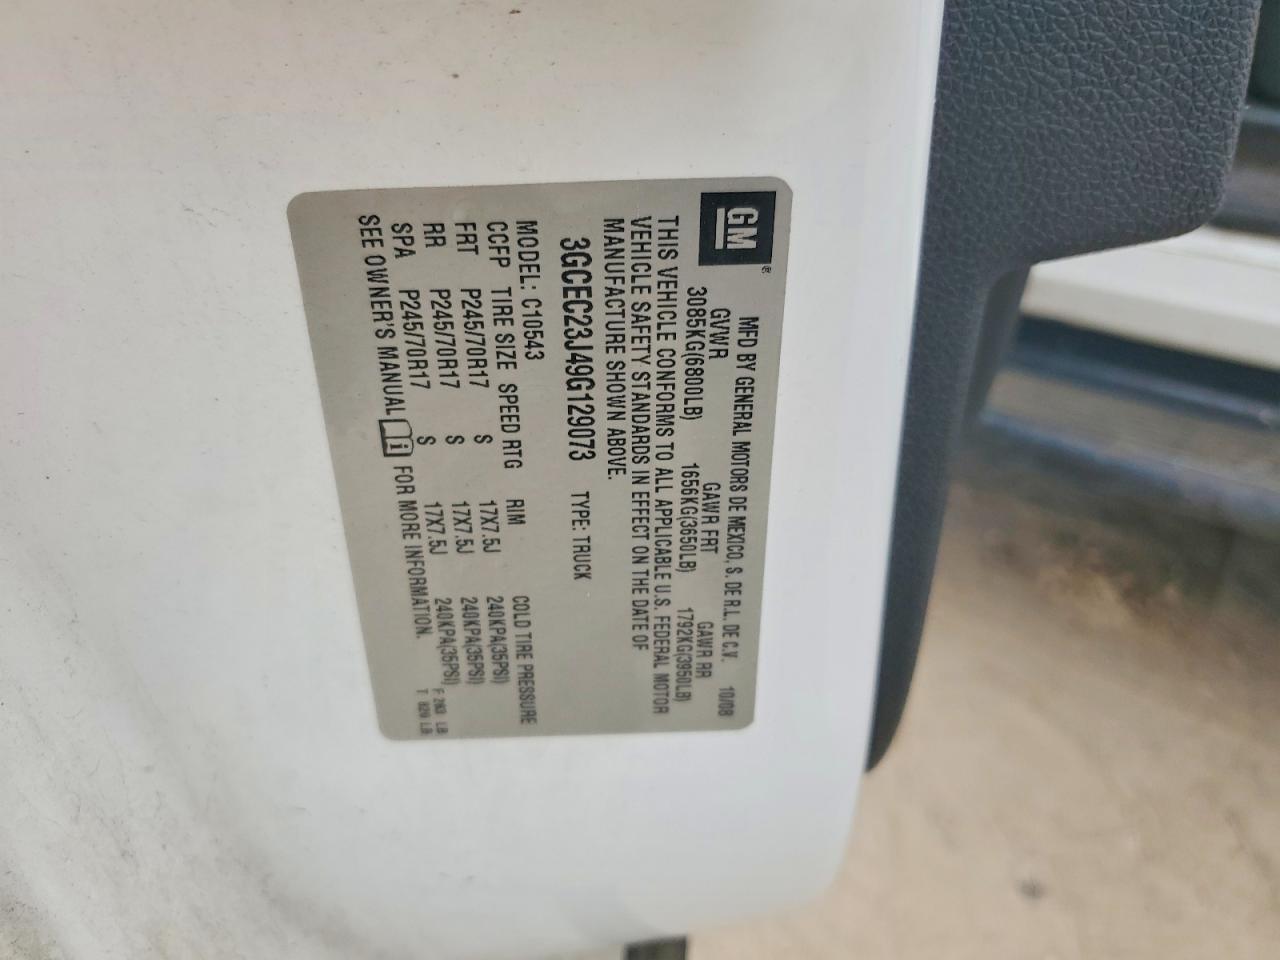 GM®
MFD BY GENERAL MOTORS DE MEXICO, S. DE R.L. DE C.V. 10/08
GVWR GAWR FRT GAWR RR
3085KG(6800LB) 1656KG(3650LB) 1792KG(3950LB)
THIS VEHICLE CONFORMS TO ALL APPLICABLE U.S. FEDERAL MOTOR
VEHICLE SAFETY STANDARDS IN EFFECT ON THE DATE OF
MANUFACTURE SHOWN ABOVE.
3GCEC23J49G129073 TYPE: TRUCK
MODEL: C10543
CCFP TIRE SIZE SPEED RTG RIM COLD TIRE PRESSURE
FRT P245/70R17 S 17X7.5J 240KPA(35PSI)
RR P245/70R17 S 17X7.5J 240KPA(35PSI)
SPA P245/70R17 S 17X7.5J 240KPA(35PSI)
SEE OWNER'S MANUAL i FOR MORE INFORMATION.
F LB
T LB